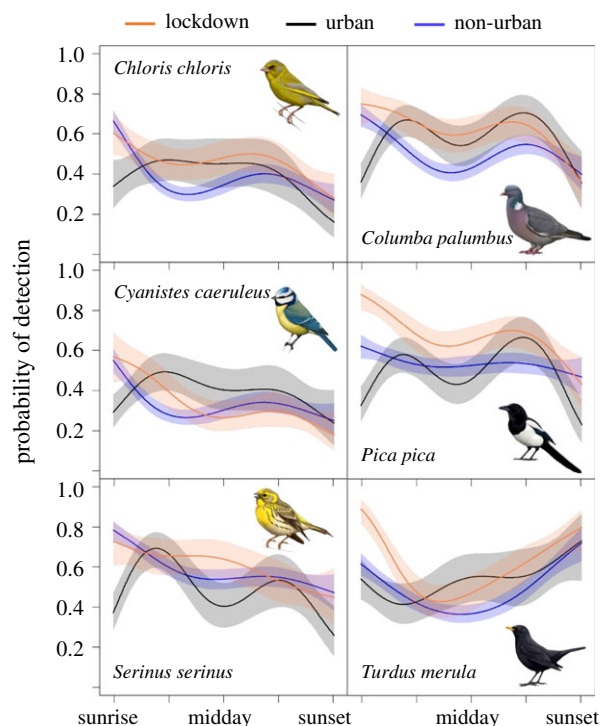 lockdown urban non-urban
probability of detection
1.0
0.8
0.6
0.4
0.2
Chloris chloris
Columba palumbus
1.0
0.8
0.6
0.4
0.2
Cyanistes caeruleus
Pica pica
1.0
0.8
0.6
0.4
0.2
Serinus serinus
Turdus merula
sunrise midday sunset midday sunset